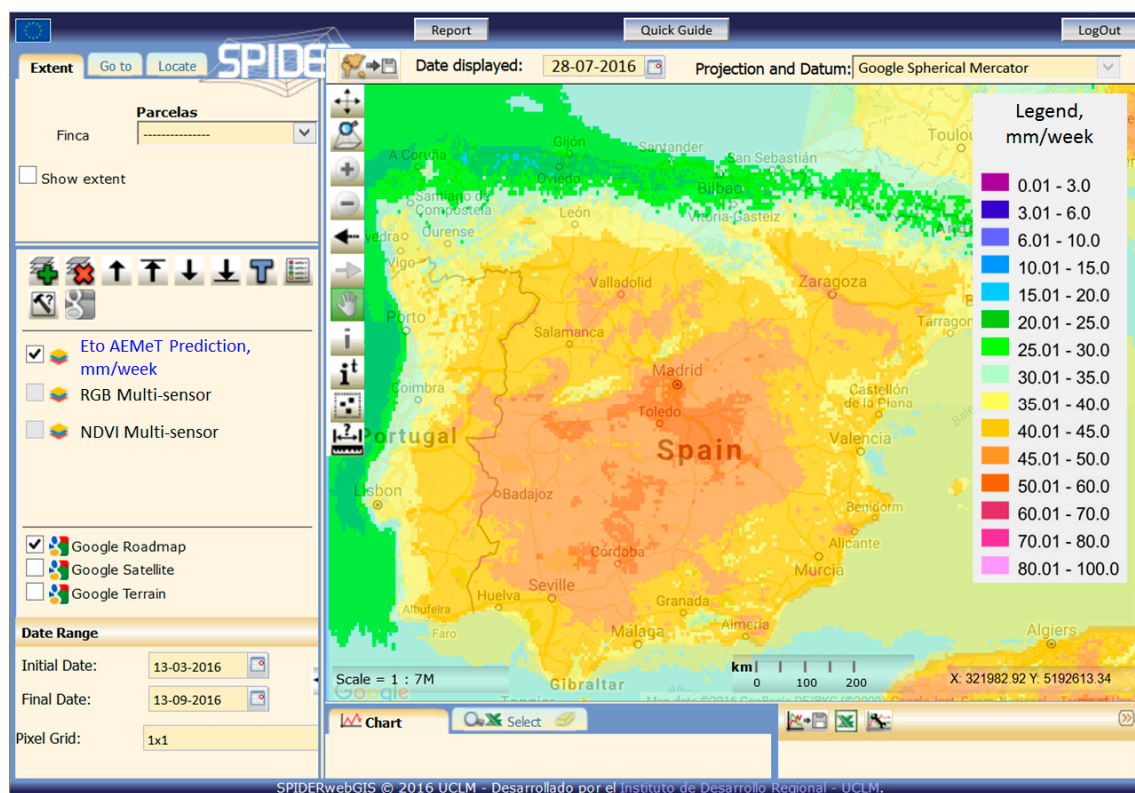 Report
Quick Guide
LogOut
Extent
Go to
Locate
SPIDE
Date displayed:
28-07-2016
Projection and Datum:
Google Spherical Mercator
Parcelas
Finca
---------------
Show extent
Eto AEMeT Prediction,
mm/week
RGB Multi-sensor
NDVI Multi-sensor
Google Roadmap
Google Satellite
Google Terrain
Date Range
Initial Date:
13-03-2016
Final Date:
13-09-2016
Pixel Grid:
1x1
Legend,
mm/week
0.01 - 3.0
3.01 - 6.0
6.01 - 10.0
10.01 - 15.0
15.01 - 20.0
20.01 - 25.0
25.01 - 30.0
30.01 - 35.0
35.01 - 40.0
40.01 - 45.0
45.01 - 50.0
50.01 - 60.0
60.01 - 70.0
70.01 - 80.0
80.01 - 100.0
Toulou
A Coruña
Gijón
Santander
San Sebastián
Oviedo
Bilbao
Santiago de
Compostela
León
Vitoria-Gasteiz
vedra
Ourense
Vigo
Valladolid
Zaragoza
Porto
Salamanca
Tarragon
Madrid
Coimbra
Toledo
Castellón
de la Plana
Portugal
Spain
Valencia
Lisbon
Badajoz
Benidorm
Alicante
Córdoba
Murcia
Seville
Huelva
Granada
Albufeira
Faro
Málaga
Almería
Algiers
Gibraltar
Scale = 1 : 7M
Google
km
0 100 200
X: 321982.92 Y: 5192613.34
Chart
Select
SPIDERwebGIS © 2016 UCLM - Desarrollado por el Instituto de Desarrollo Regional - UCLM.